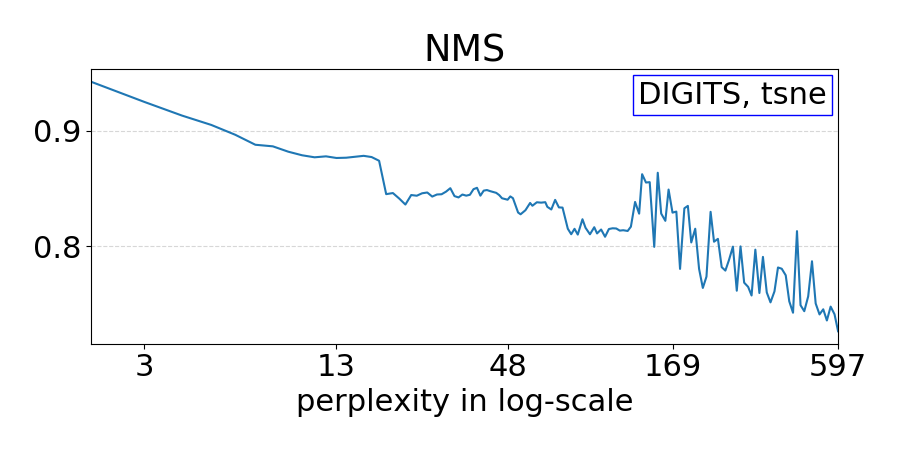 NMS
DIGITS, tsne
0.9
0.8
3 13 48 169 597
perplexity in log-scale